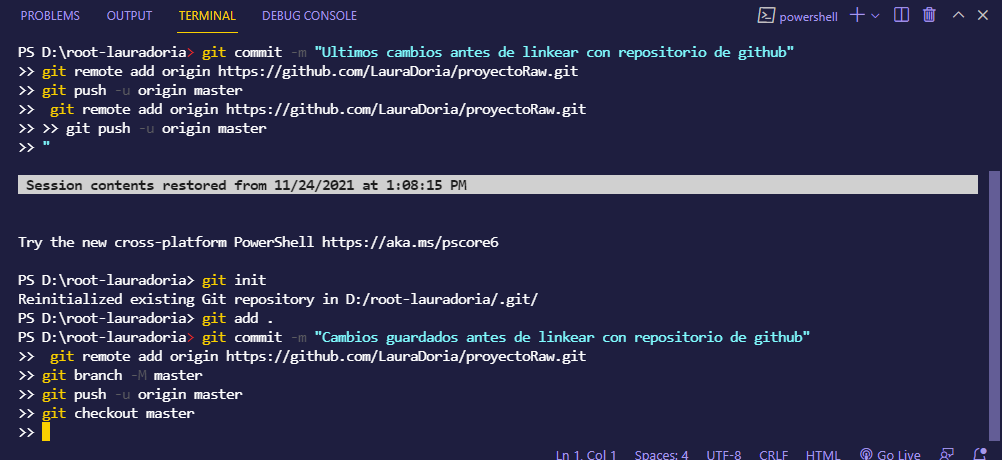 PROBLEMS OUTPUT TERMINAL DEBUG CONSOLE powershell
PS D:\root-lauradoria> git commit -m "Ultimos cambios antes de linkear con repositorio de github"
>> git remote add origin https://github.com/LauraDoria/proyectoRaw.git
>> git push -u origin master
>>  git remote add origin https://github.com/LauraDoria/proyectoRaw.git
>> >> git push -u origin master
>> "
Session contents restored from 11/24/2021 at 1:08:15 PM
Try the new cross-platform PowerShell https://aka.ms/pscore6
PS D:\root-lauradoria> git init
Reinitialized existing Git repository in D:/root-lauradoria/.git/
PS D:\root-lauradoria> git add .
PS D:\root-lauradoria> git commit -m "Cambios guardados antes de linkear con repositorio de github"
>>  git remote add origin https://github.com/LauraDoria/proyectoRaw.git
>> git branch -M master
>> git push -u origin master
>> git checkout master
>>
Ln 1, Col 1 Spaces: 4 UTF-8 CRLF HTML Go Live